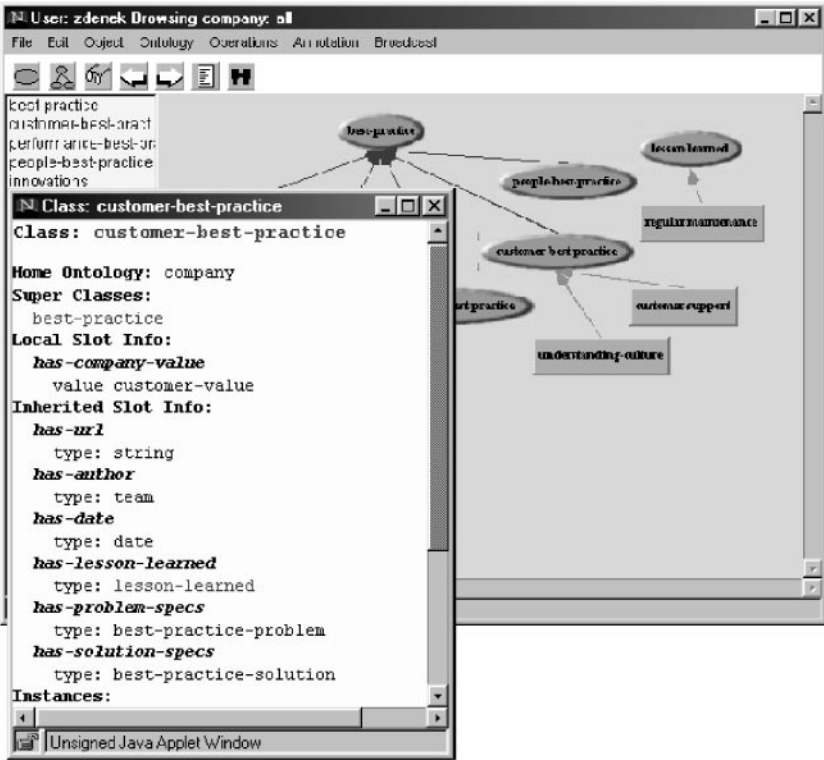 User: zdenek Browsing company: all
File Edit Object Ontology Operations Annotation Broadcast
best practice
customer-best-pract
performance-best-pr
people-best-practice
innovations
best-practice
lesson-learned
people-best-practice
regular maintenance
customer best practice
practice
customer support
understanding-culture
Class: customer-best-practice
Class: customer-best-practice
Home Ontology: company
Super Classes:
best-practice
Local Slot Info:
has-company-value
value customer-value
Inherited Slot Info:
has-url
type: string
has-author
type: team
has-date
type: date
has-lesson-learned
type: lesson-learned
has-problem-specs
type: best-practice-problem
has-solution-specs
type: best-practice-solution
Instances:
Unsigned Java Applet Window